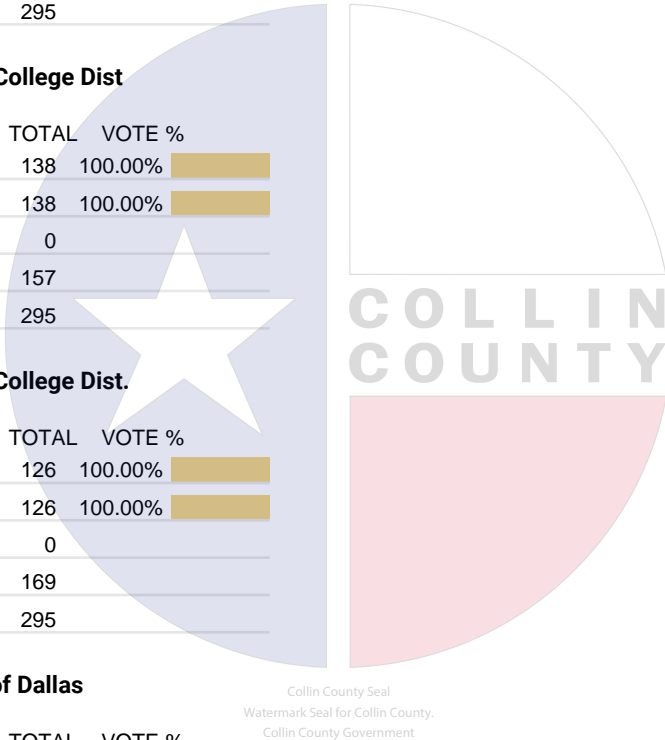 295
College Dist
TOTAL VOTE %
138 100.00%
138 100.00%
0
157
295
College Dist.
TOTAL VOTE %
126 100.00%
126 100.00%
0
169
295
of Dallas
TOTAL VOTE %
COLLIN
COUNTY
Collin County Seal
Watermark Seal for Collin County.
Collin County Government